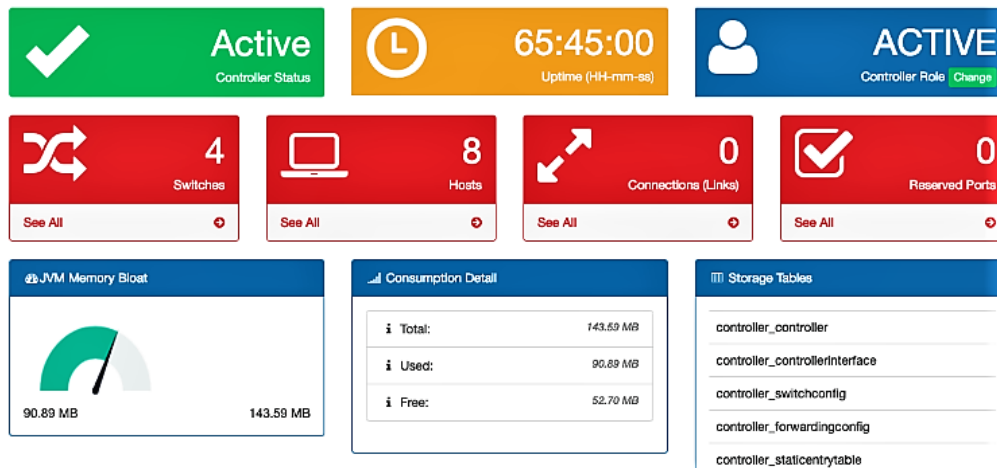 Active
Controller Status
65:45:00
Uptime (HH-mm-ss)
ACTIVE
Controller Role Change
4
Switches
See All
8
Hosts
See All
0
Connections (Links)
See All
0
Reserved Ports
See All
JVM Memory Bloat
90.89 MB 143.59 MB
Consumption Detail
Total: 143.59 MB
Used: 90.89 MB
Free: 52.70 MB
Storage Tables
controller_controller
controller_controllerinterface
controller_switchconfig
controller_forwardingconfig
controller_staticentrytable